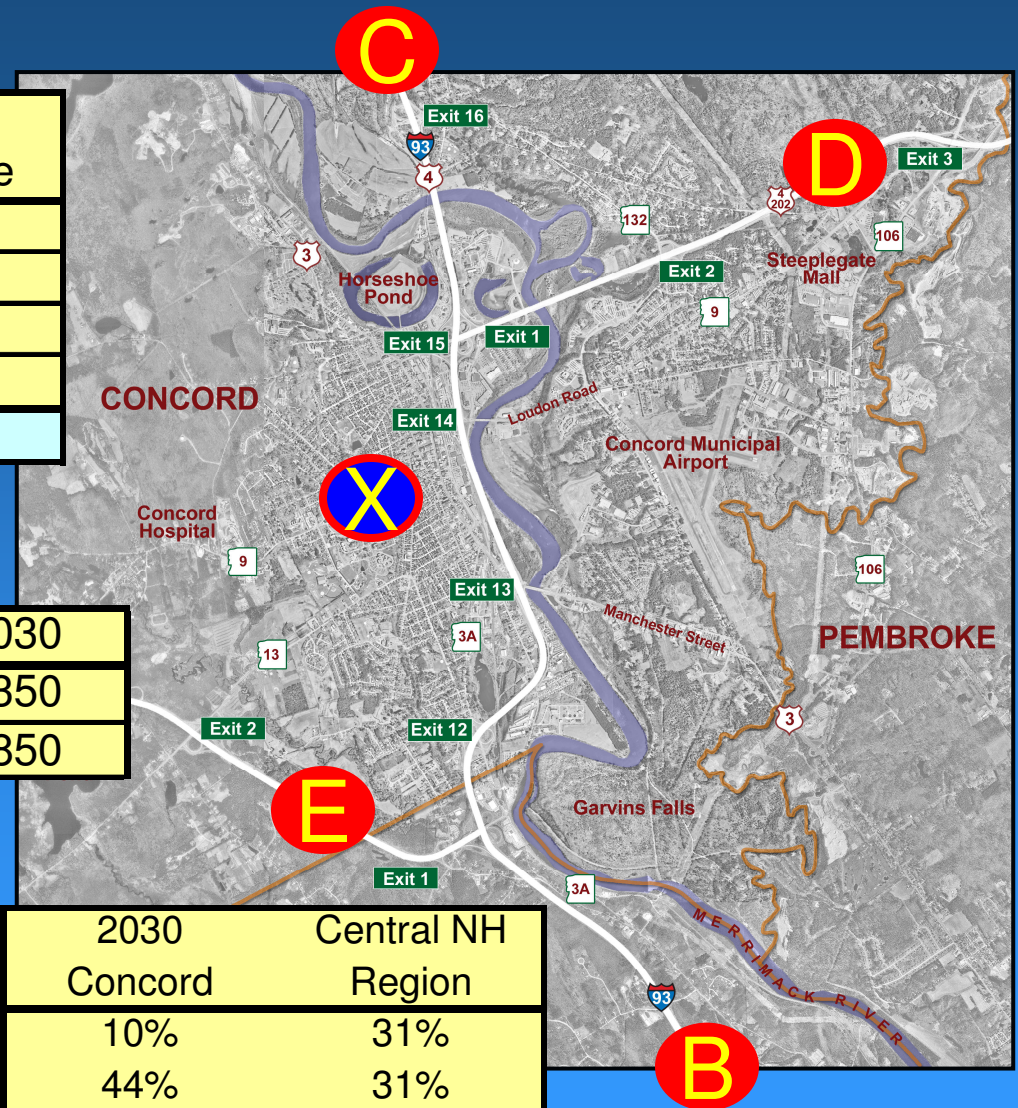 C
Exit 16
93
4
D
Exit 3
4
202
132
106
3
Steeplegate
Mall
Exit 2
Horseshoe
Pond
9
Exit 1
Exit 15
CONCORD
Loudon Road
Exit 14
Concord Municipal
Airport
X
Concord
Hospital
9
106
Exit 13
Manchester Street
3A
PEMBROKE
13
3
Exit 2
Exit 12
E
Garvins Falls
Exit 1
3A
MERRIMACK RIVER
93
B
2030 Central NH
Concord Region
10% 31%
44% 31%